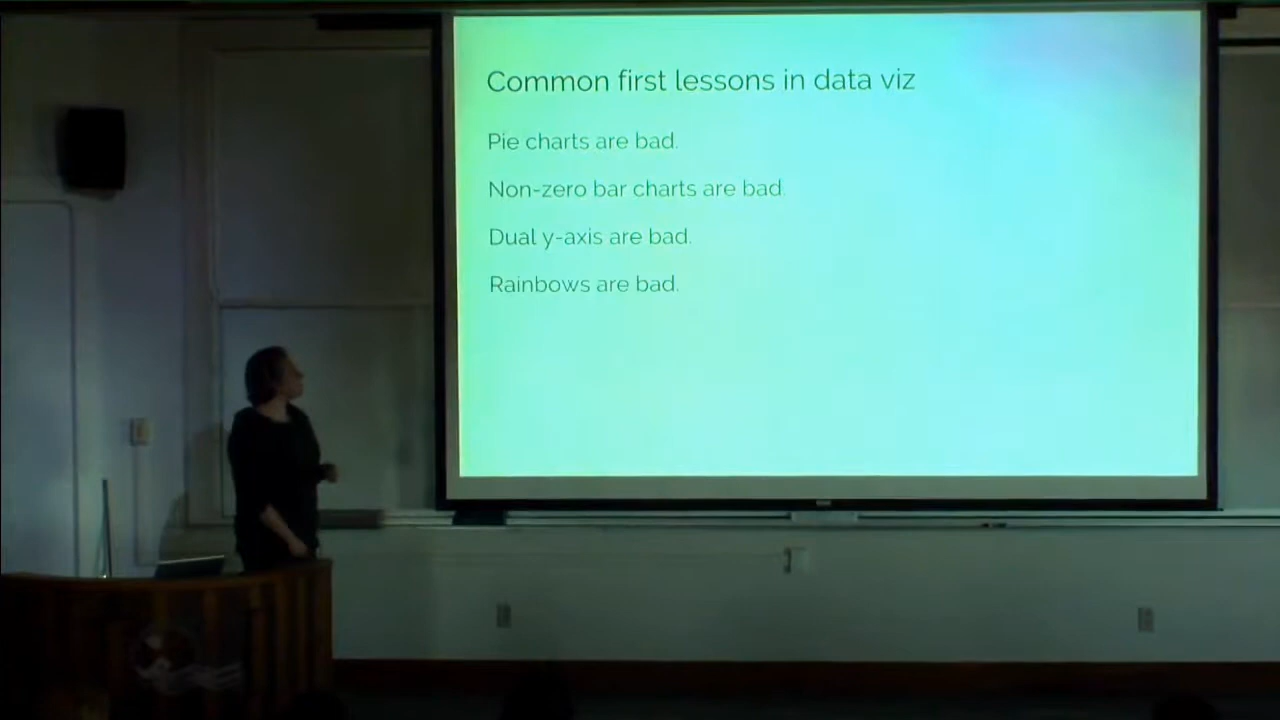 Common first lessons in data viz
Pie charts are bad.
Non-zero bar charts are bad.
Dual y-axis are bad.
Rainbows are bad.